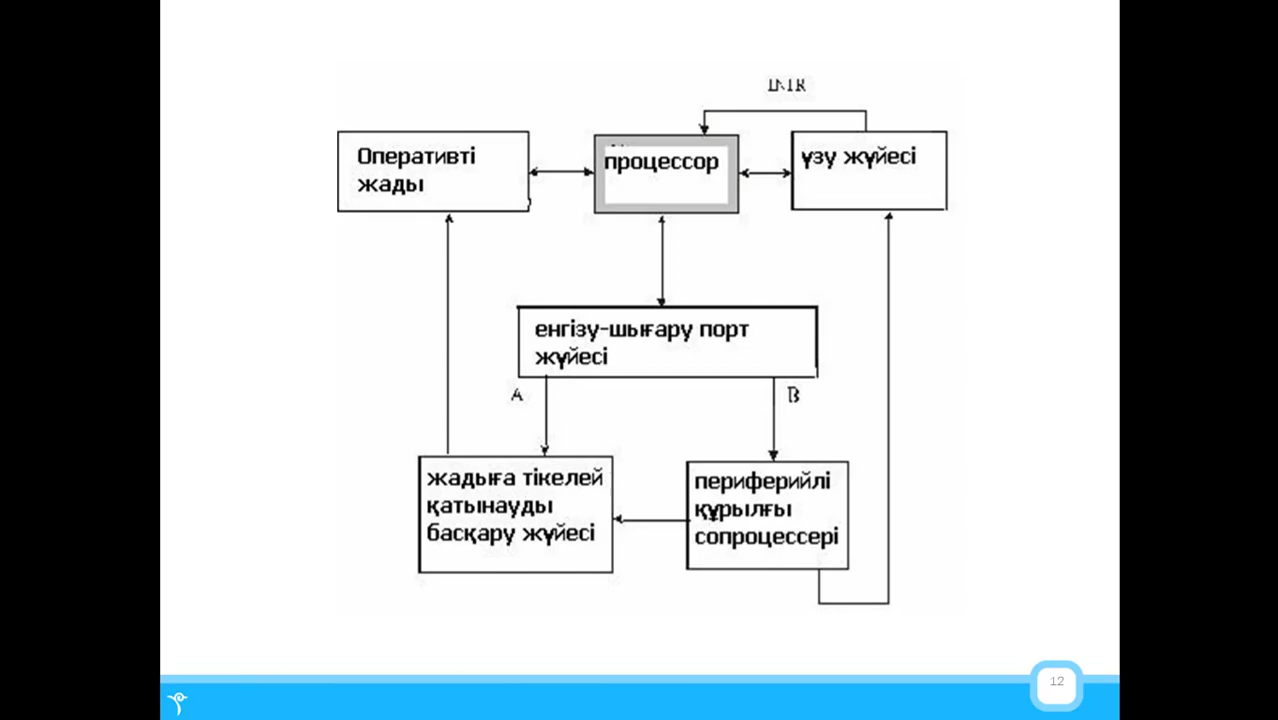 INTR
Оперативті
жады
процессор
үзу жүйесі
енгізу-шығару порт
жүйесі
A
B
жадыға тікелей
қатынауды
басқару жүйесі
периферийлі
құрылғы
сопроцессері
12